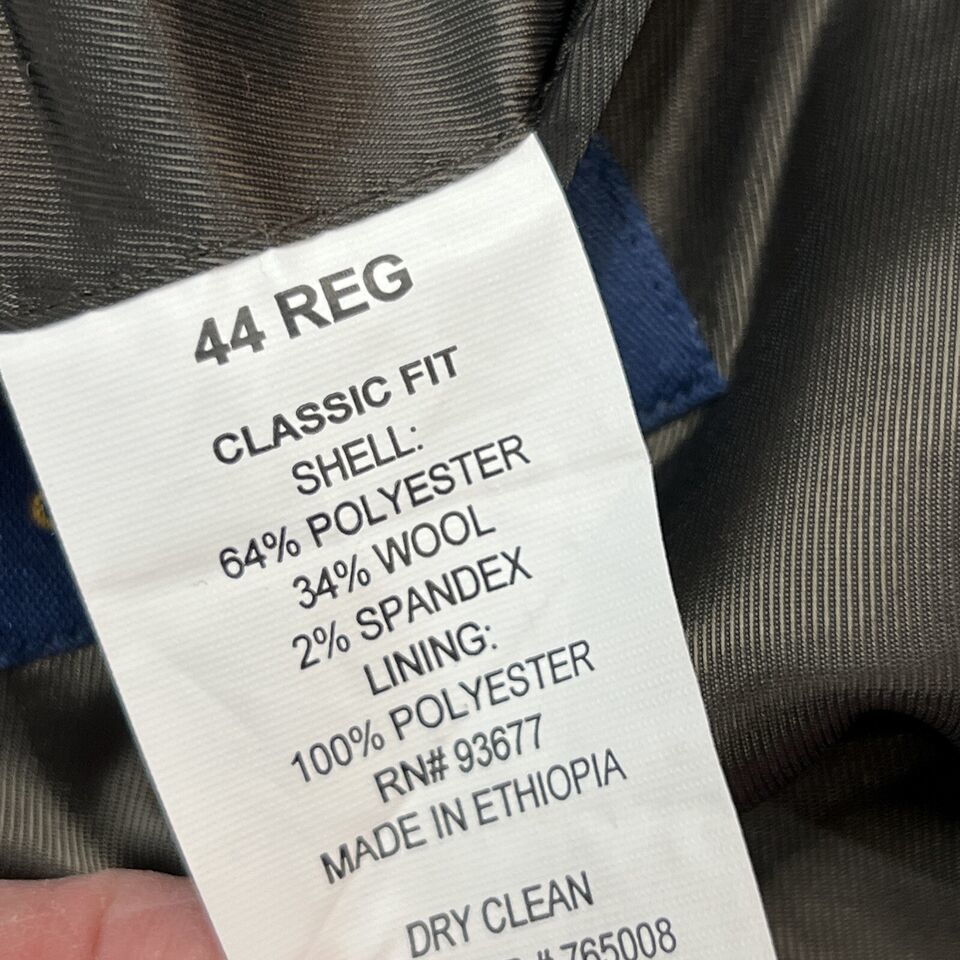 44 REG
CLASSIC FIT
SHELL:
64% POLYESTER
34% WOOL
2% SPANDEX
LINING:
100% POLYESTER
RN# 93677
MADE IN ETHIOPIA
DRY CLEAN
# 765008